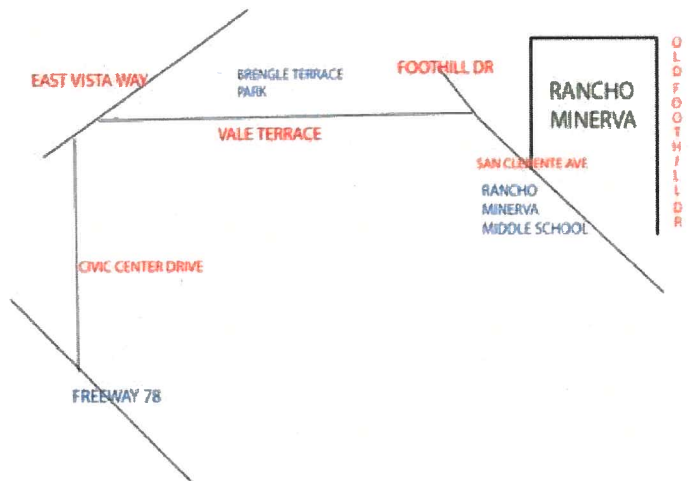 EAST VISTA WAY
BRENGLE TERRACE
PARK
FOOTHILL DR
RANCHO
MINERVA
OLD FOOTHILL DR
VALE TERRACE
SAN CLEMENTE AVE
RANCHO
MINERVA
MIDDLE SCHOOL
CIVIC CENTER DRIVE
FREEWAY 78